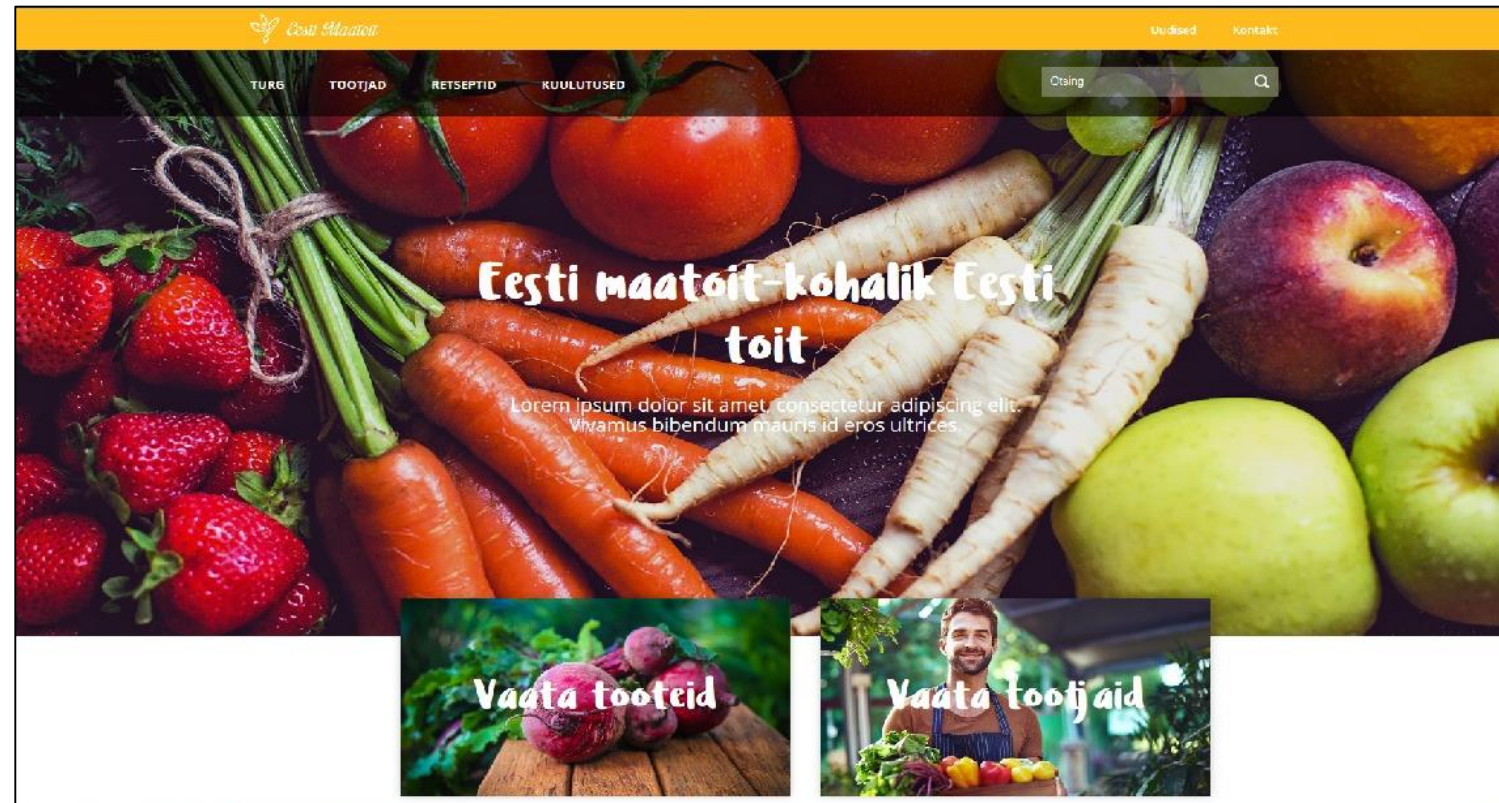 Eesti Maatoit
Uudised Kontakt
TURG TOOTJAD RETSEPTID KUULUTUSED
Otsing
Eesti maatoit-kohalik Eesti
toit
Lorem ipsum dolor sit amet, consectetur adipiscing elit.
Vivamus bibendum mauris id eros ultrices.
Vaata tooteid
Vaata tootjaid